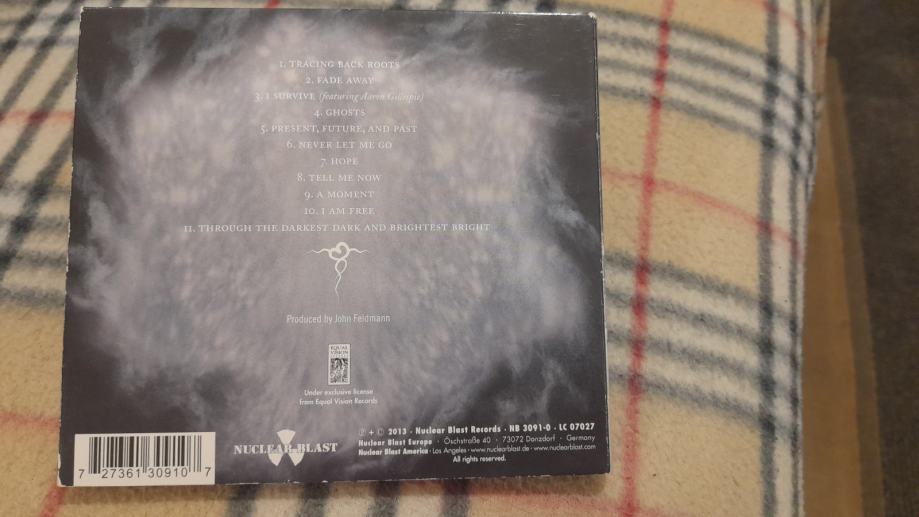 1. TRACING BACK ROOTS
2. FADE AWAY
3. I SURVIVE (featuring Aaron Gillespie)
4. GHOSTS
5. PRESENT, FUTURE, AND PAST
6. NEVER LET ME GO
7. HOPE
8. TELL ME NOW
9. A MOMENT
10. I AM FREE
11. THROUGH THE DARKEST DARK AND BRIGHTEST BRIGHT
Produced by John Feldmann
EQUAL VISION
Under exclusive license
from Equal Vision Records
NUCLEAR BLAST
℗ + © 2013 · Nuclear Blast Records · NB 3091-0 · LC 07027
Nuclear Blast Europe · Öschstraße 40 · 73072 Donzdorf · Germany
Nuclear Blast America · Los Angeles · www.nuclearblast.de · www.nuclearblast.com
All rights reserved.
7 27361 30910 7